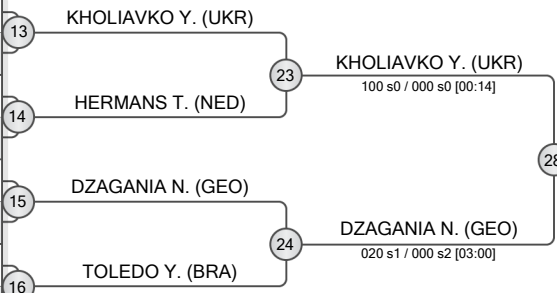 KHOLIAVKO Y. (UKR)
13
23
KHOLIAVKO Y. (UKR)
100 s0 / 000 s0 [00:14]
HERMANS T. (NED)
14
28
DZAGANIA N. (GEO)
15
24
DZAGANIA N. (GEO)
020 s1 / 000 s2 [03:00]
TOLEDO Y. (BRA)
16